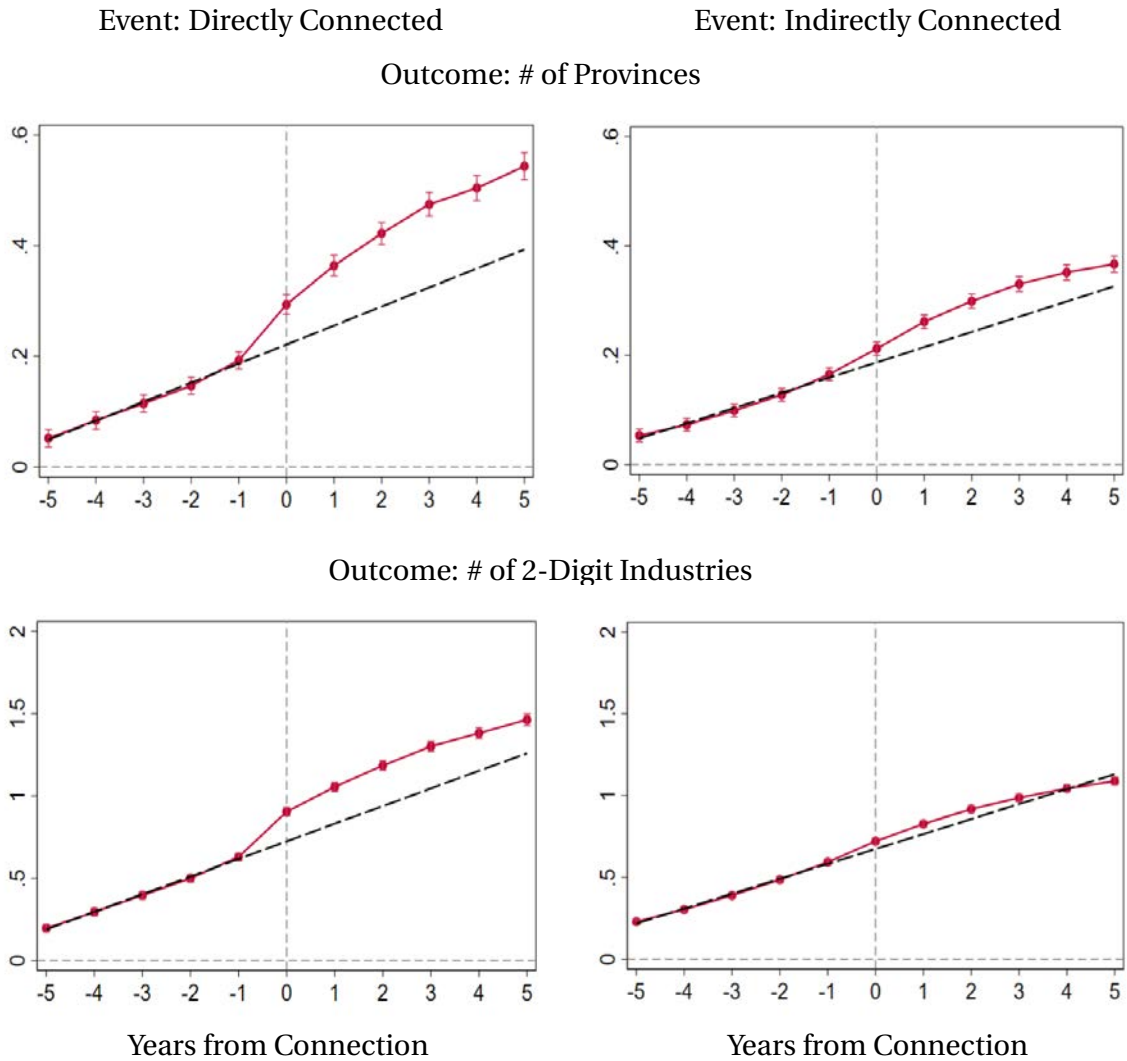 Event: Directly Connected Event: Indirectly Connected
Outcome: # of Provinces
.6 .6
.4 .4
.2 .2
0 0
-5 -4 -3 -2 -1 0 1 2 3 4 5 -5 -4 -3 -2 -1 0 1 2 3 4 5
Outcome: # of 2-Digit Industries
2 2
1.5 1.5
1 1
.5 .5
0 0
-5 -4 -3 -2 -1 0 1 2 3 4 5 -5 -4 -3 -2 -1 0 1 2 3 4 5
Years from Connection Years from Connection